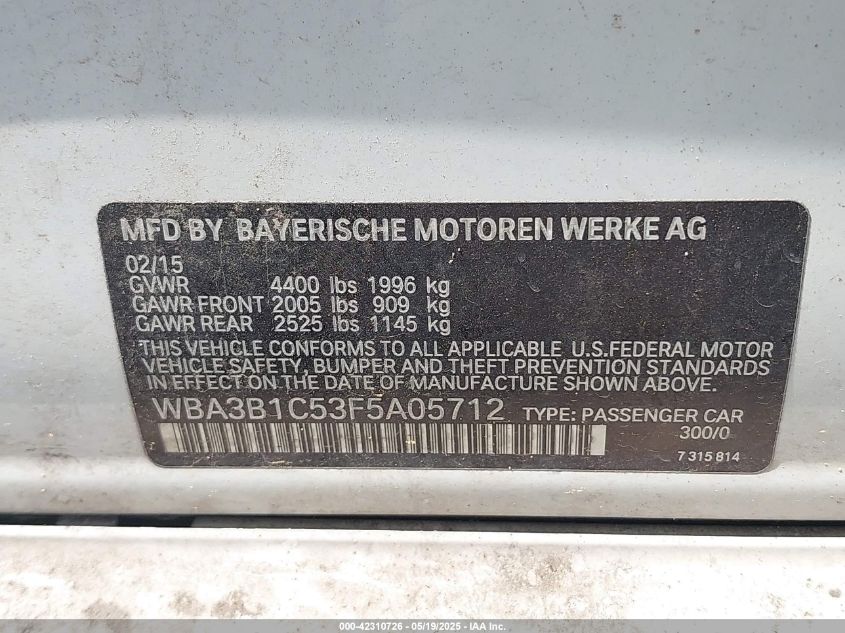 MFD BY BAYERISCHE MOTOREN WERKE AG
02/15
GVWR 4400 lbs 1996 kg
GAWR FRONT 2005 lbs 909 kg
GAWR REAR 2525 lbs 1145 kg
THIS VEHICLE CONFORMS TO ALL APPLICABLE U.S.FEDERAL MOTOR
VEHICLE SAFETY, BUMPER AND THEFT PREVENTION STANDARDS
IN EFFECT ON THE DATE OF MANUFACTURE SHOWN ABOVE.
WBA3B1C53F5A05712 TYPE: PASSENGER CAR
300/0
7 315 814
000-42310726 - 05/19/2025 - IAA Inc.